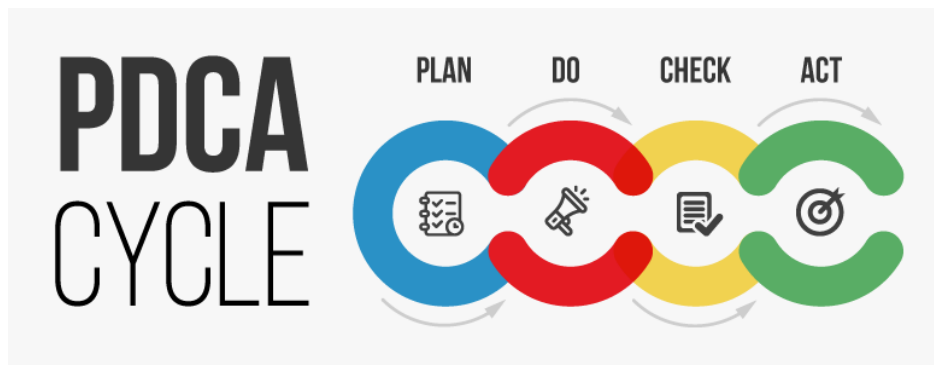 PDCA
CYCLE
PLAN
DO
CHECK
ACT